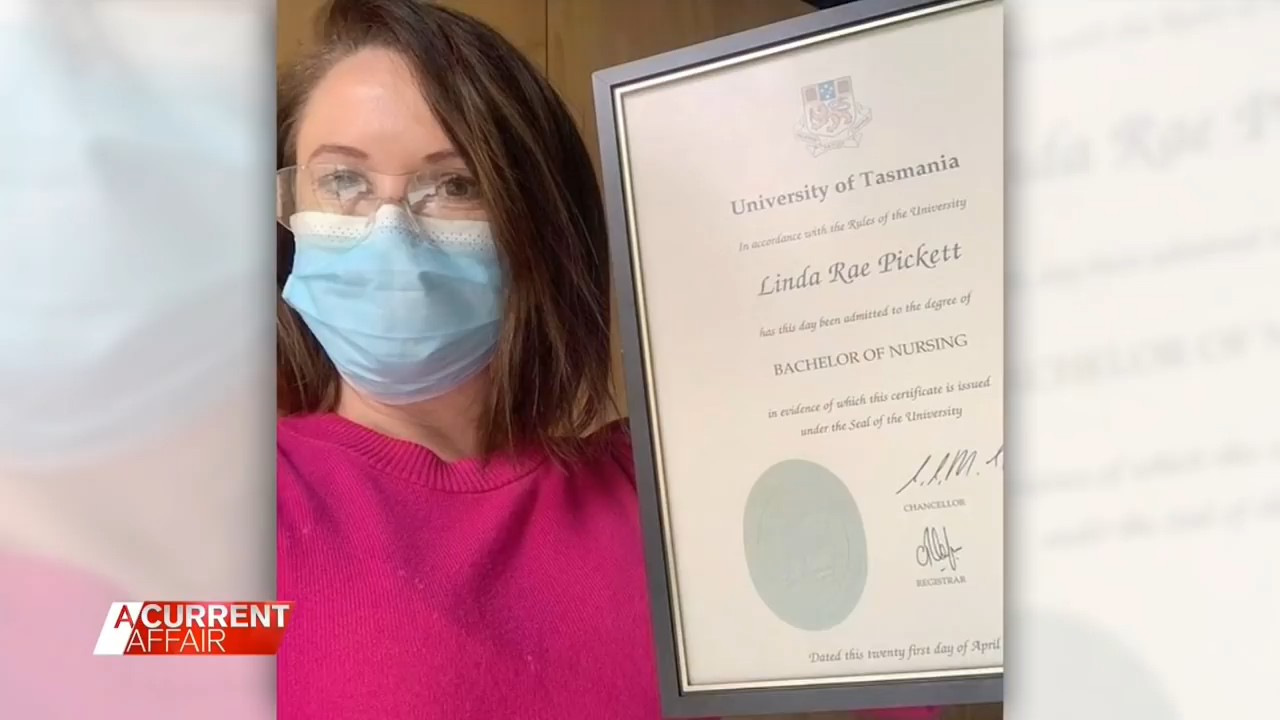 University of Tasmania
In accordance with the Rules of the University
Linda Rae Pickett
has this day been admitted to the degree of
BACHELOR OF NURSING
in evidence of which this certificate is issued
under the Seal of the University
CHANCELLOR
REGISTRAR
Dated this twenty first day of April
A CURRENT
AFFAIR